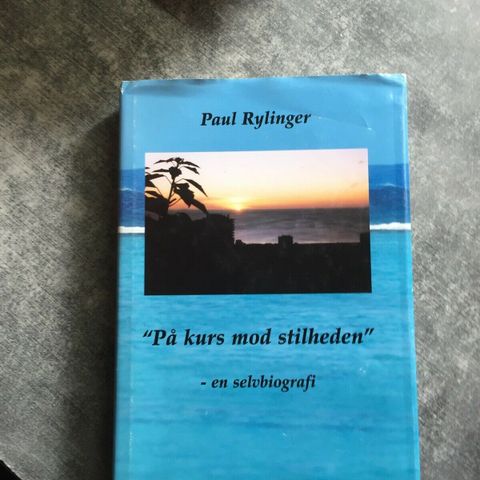 Paul Rylinger
"På kurs mod stilheden"
- en selvbiografi